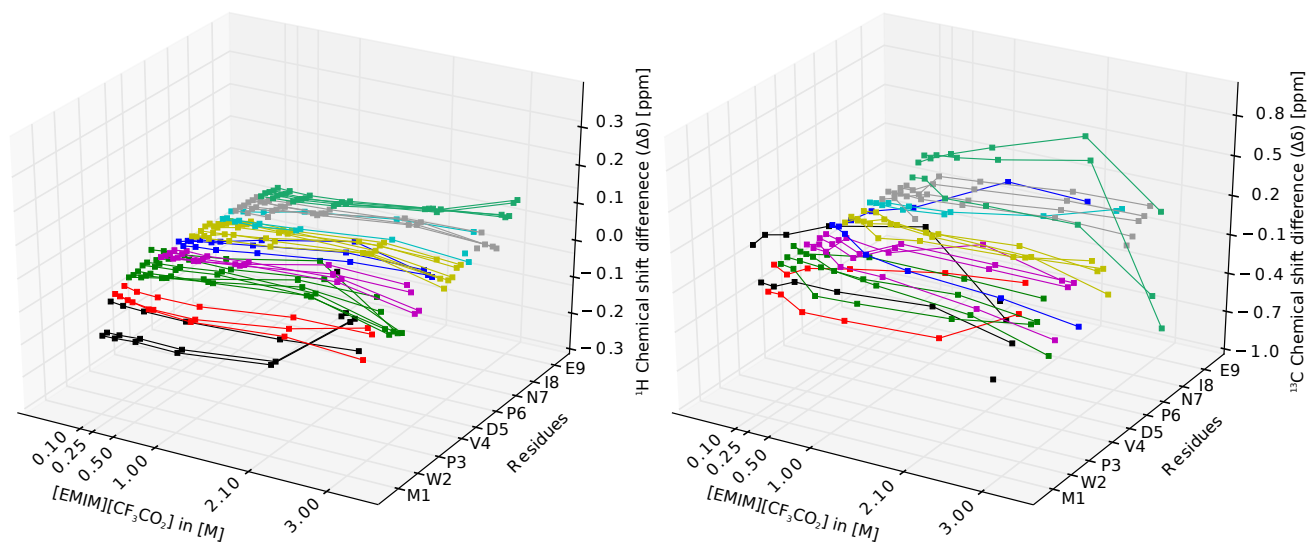 0.3
0.2
0.1
0.0
−0.1
−0.2
−0.3
¹H Chemical shift differenece (Δδ) [ppm]
E9
I8
N7
P6
D5
V4
P3
W2
M1
Residues
0.10
0.25
0.50
1.00
2.10
3.00
[EMIM][CF₃CO₂] in [M]
0.8
0.5
0.2
−0.1
−0.4
−0.7
−1.0
¹³C Chemical shift difference (Δδ) [ppm]
E9
I8
N7
P6
D5
V4
P3
W2
M1
Residues
0.10
0.25
0.50
1.00
2.10
3.00
[EMIM][CF₃CO₂] in [M]